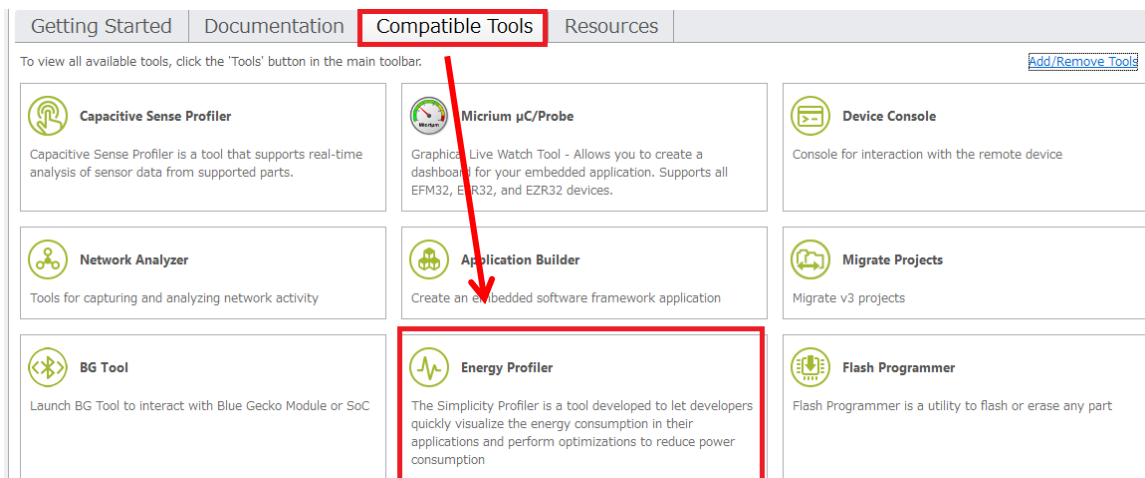 Getting Started
Documentation
Compatible Tools
Resources
To view all available tools, click the 'Tools' button in the main toolbar.
Add/Remove Tools
Capacitive Sense Profiler
Capacitive Sense Profiler is a tool that supports real-time
analysis of sensor data from supported parts.
Micrium
Micrium µC/Probe
Graphical Live Watch Tool - Allows you to create a
dashboard for your embedded application. Supports all
EFM32, EFR32, and EZR32 devices.
Device Console
Console for interaction with the remote device
Network Analyzer
Tools for capturing and analyzing network activity
Application Builder
Create an embedded software framework application
Migrate Projects
Migrate v3 projects
BG Tool
Launch BG Tool to interact with Blue Gecko Module or SoC
Energy Profiler
The Simplicity Profiler is a tool developed to let developers
quickly visualize the energy consumption in their
applications and perform optimizations to reduce power
consumption
Flash Programmer
Flash Programmer is a utility to flash or erase any part